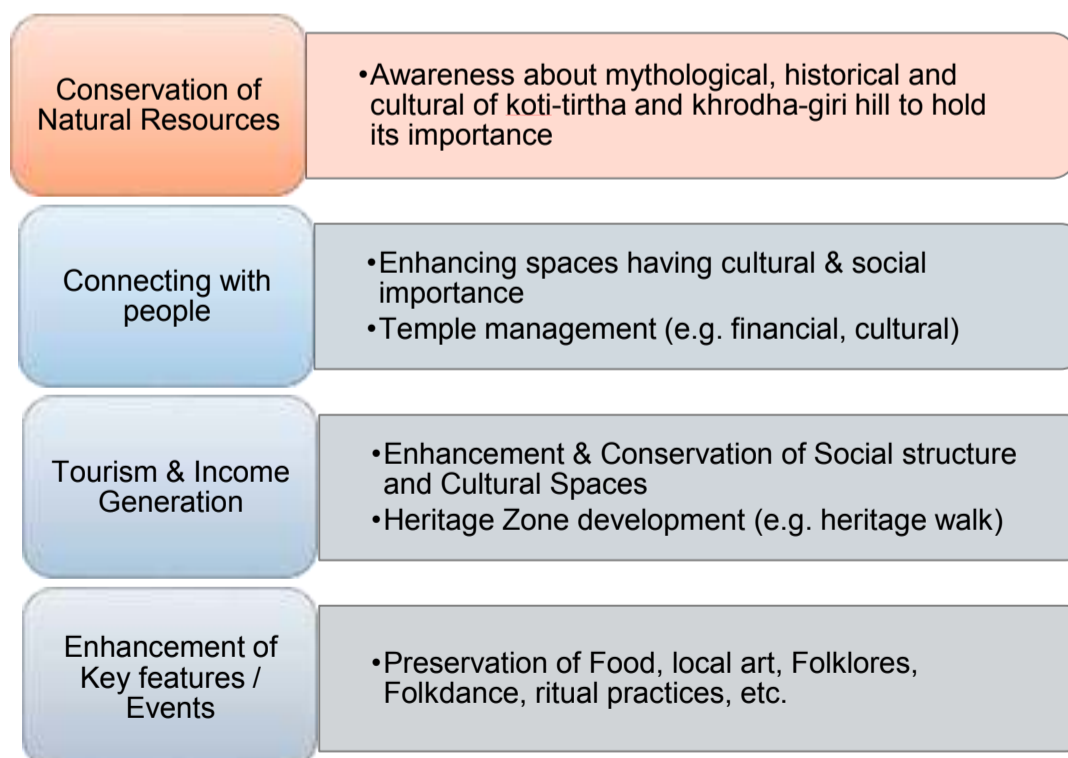 Conservation of
Natural Resources
•Awareness about mythological, historical and
cultural of koti-tirtha and khrodha-giri hill to hold
its importance
Connecting with
people
•Enhancing spaces having cultural & social
importance
•Temple management (e.g. financial, cultural)
Tourism & Income
Generation
•Enhancement & Conservation of Social structure
and Cultural Spaces
•Heritage Zone development (e.g. heritage walk)
Enhancement of
Key features /
Events
•Preservation of Food, local art, Folklores,
Folkdance, ritual practices, etc.